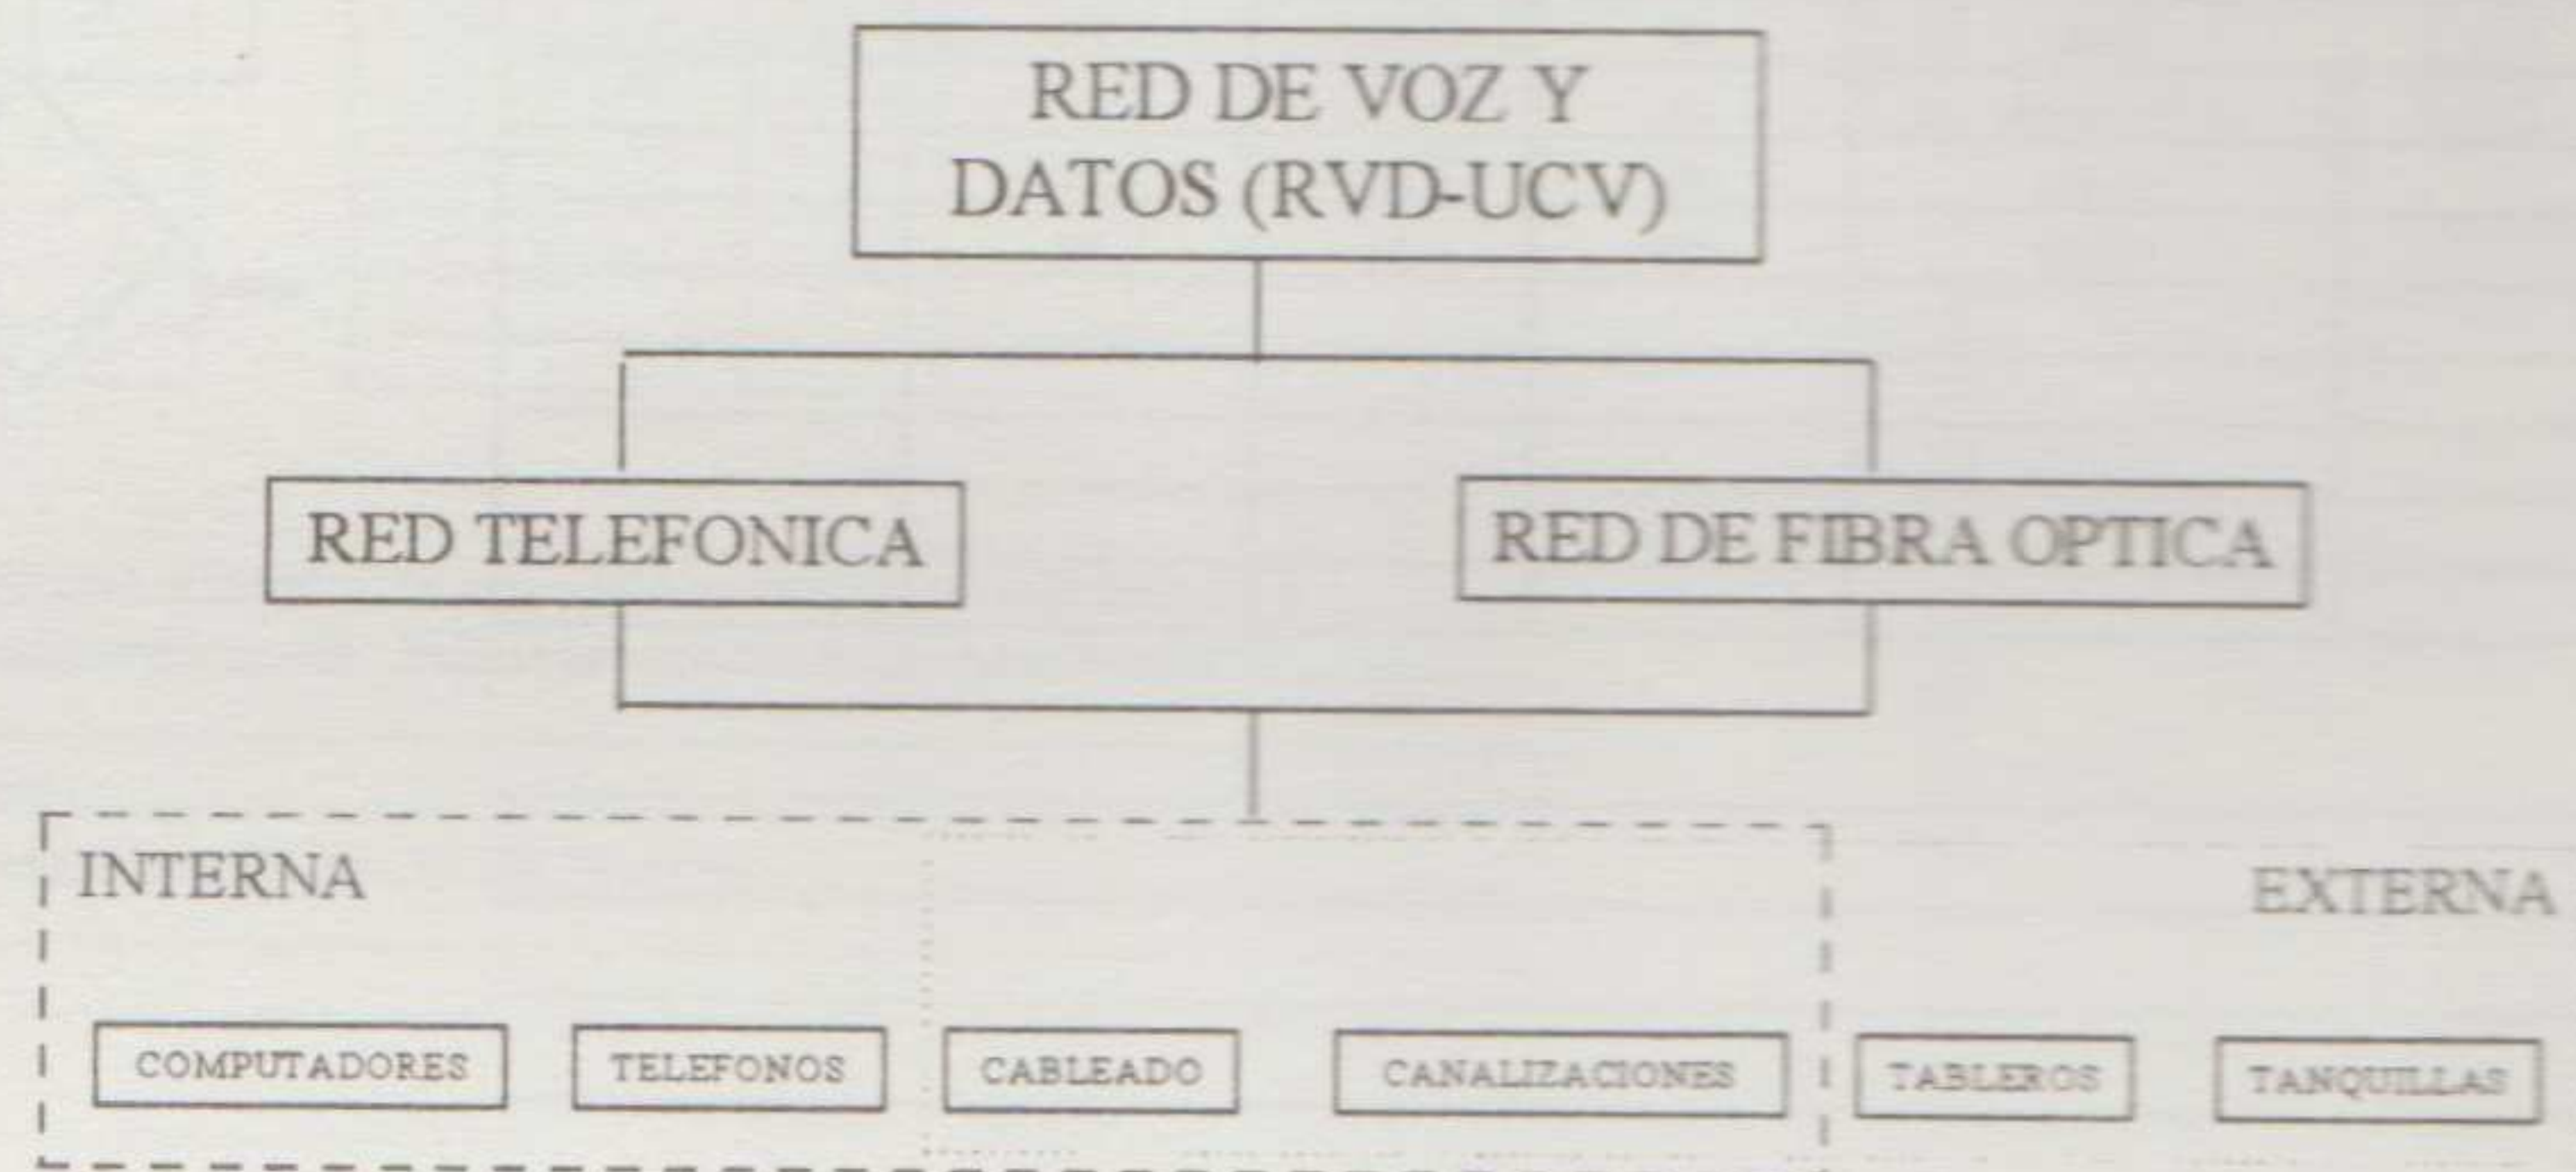 RED DE VOZ Y
DATOS (RVD-UCV)
RED TELEFONICA
RED DE FIBRA OPTICA
INTERNA
EXTERNA
COMPUTADORES
TELEFONOS
CABLEADO
CANALIZACIONES
TABLEROS
TANQUILLAS